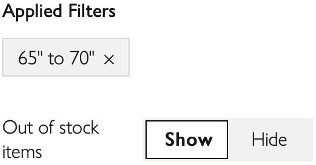 Applied Filters
65" to 70" ×
Out of stock
items
Show Hide